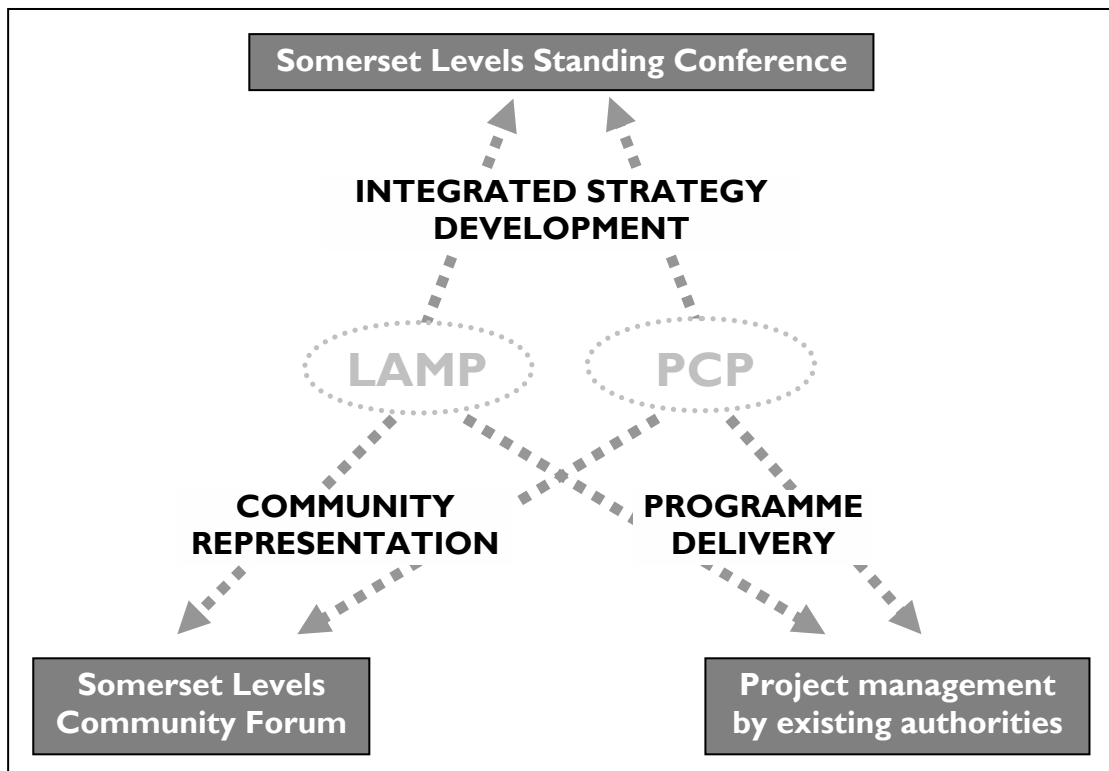 Somerset Levels Standing Conference
INTEGRATED STRATEGY
DEVELOPMENT
LAMP
PCP
COMMUNITY
REPRESENTATION
PROGRAMME
DELIVERY
Somerset Levels
Community Forum
Project management
by existing authorities